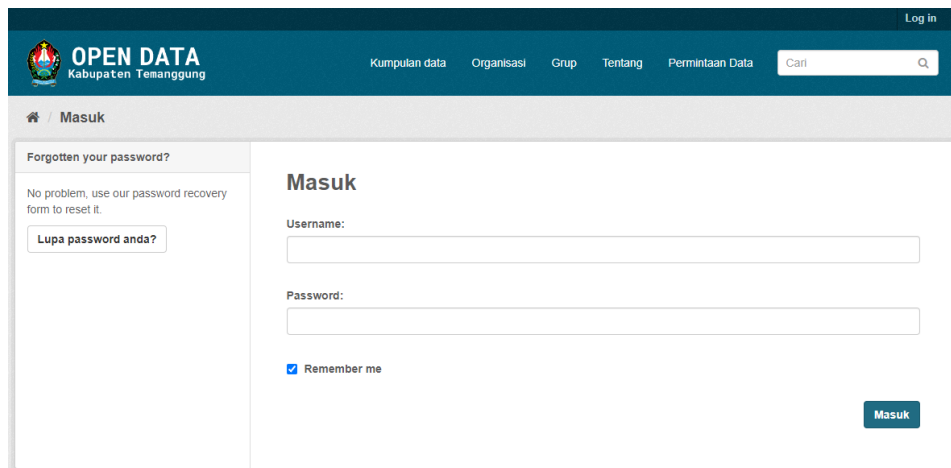 Log in
OPEN DATA
Kabupaten Temanggung
Kumpulan data Organisasi Grup Tentang Permintaan Data Cari
/ Masuk
Forgotten your password?
No problem, use our password recovery
form to reset it.
Lupa password anda?
Masuk
Username:
Password:
Remember me
Masuk